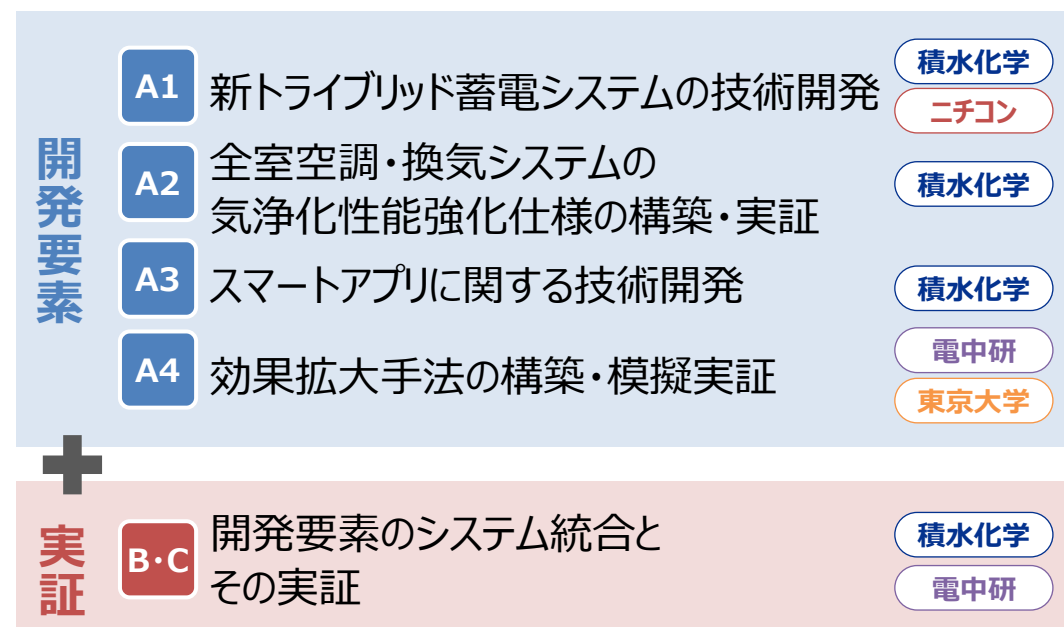 開発要素
A1
新トライブリッド蓄電システムの技術開発
積水化学
ニチコン
A2
全室空調・換気システムの
気浄化性能強化仕様の構築・実証
積水化学
A3
スマートアプリに関する技術開発
積水化学
A4
効果拡大手法の構築・模擬実証
電中研
東京大学
実証
B・C
開発要素のシステム統合と
その実証
積水化学
電中研